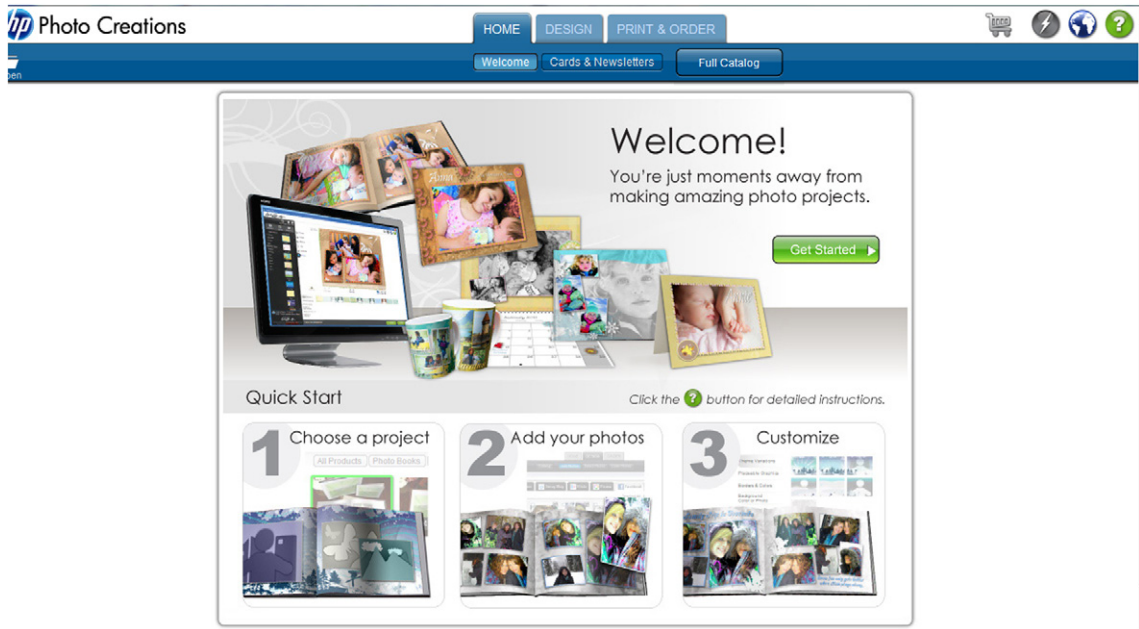 hp Photo Creations
HOME DESIGN PRINT & ORDER
Welcome Cards & Newsletters Full Catalog
Welcome!
You're just moments away from
making amazing photo projects.
Get Started
Quick Start
Click the ? button for detailed instructions.
1 Choose a project
All Products Photo Books
2 Add your photos
3 Customize